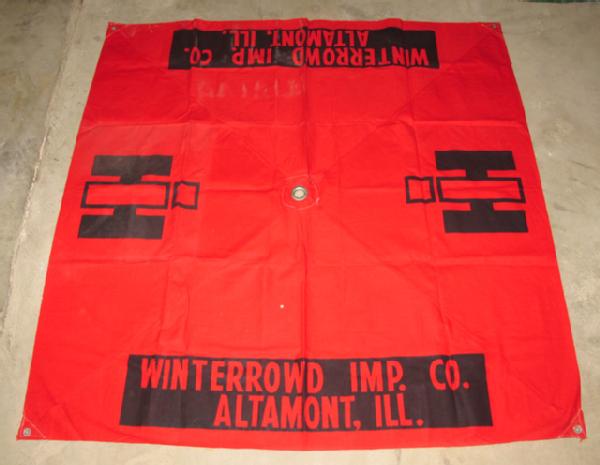 WINTERROWD IMP. CO.
ALTAMONT, ILL.
WINTERROWD IMP. CO.
ALTAMONT, ILL.